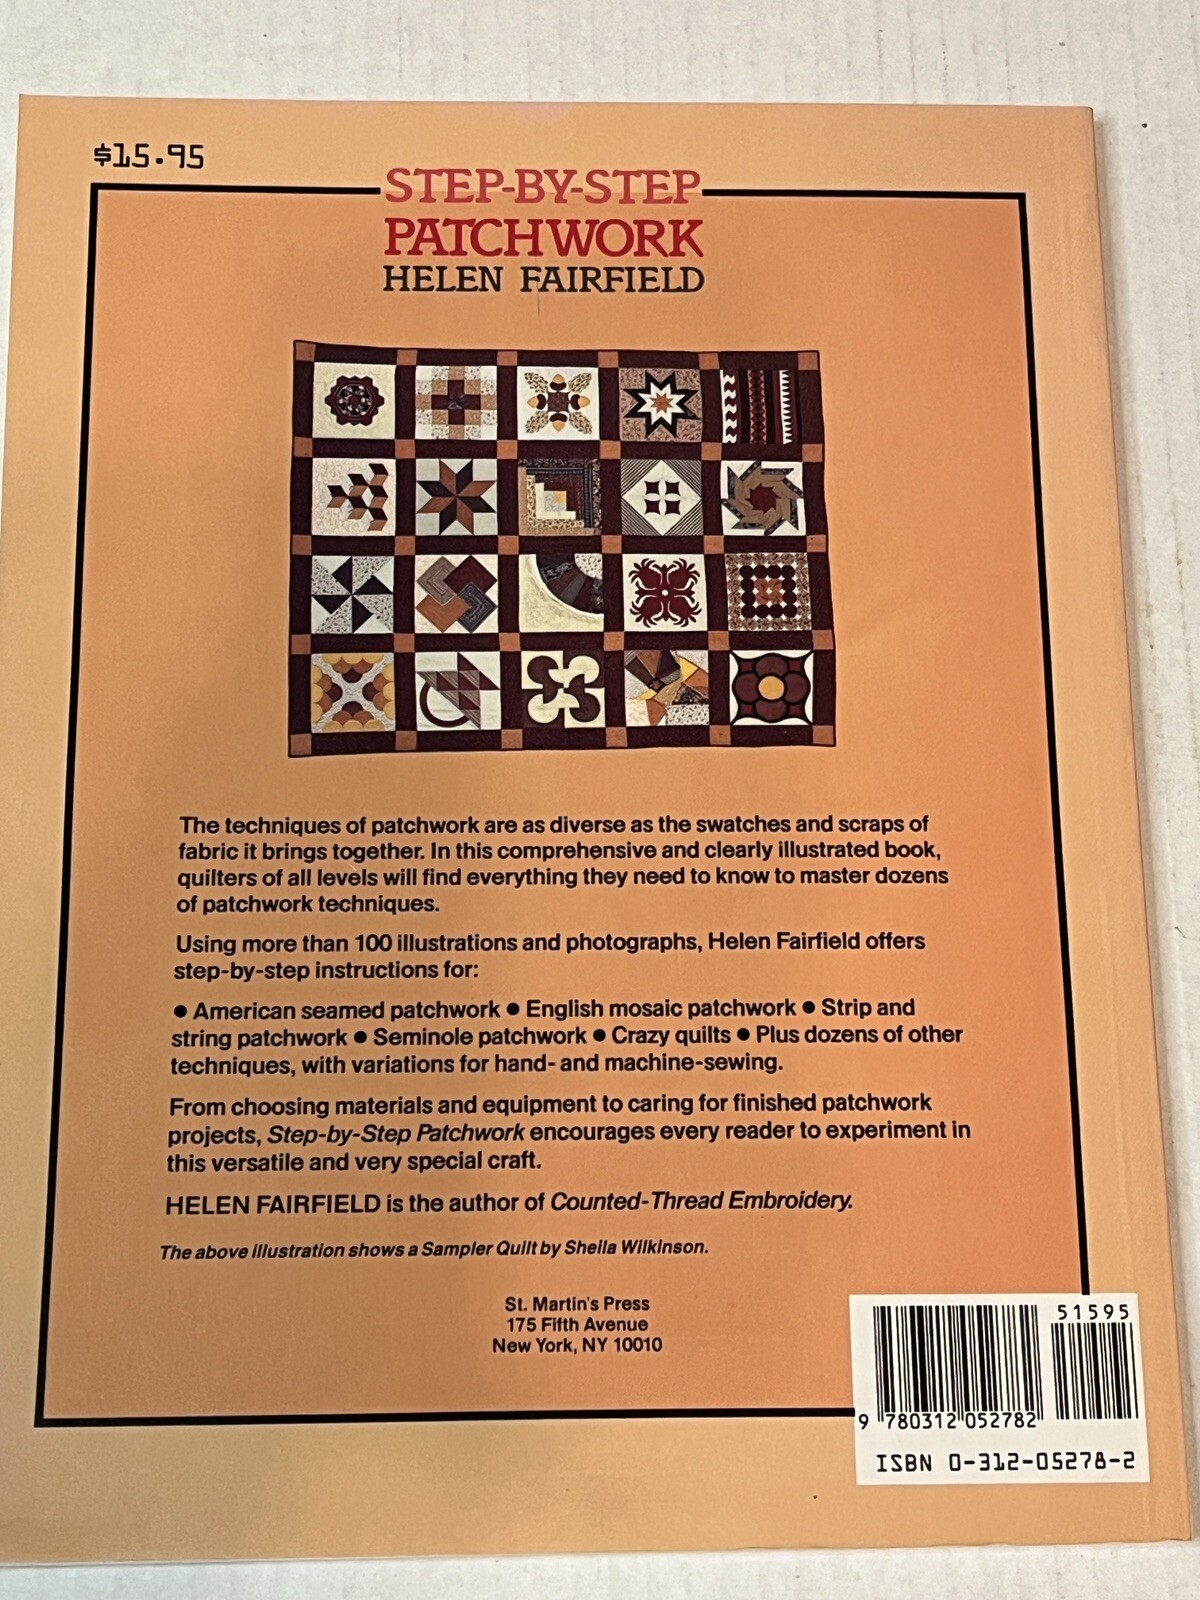 $15.95
STEP-BY-STEP
PATCHWORK
HELEN FAIRFIELD
The techniques of patchwork are as diverse as the swatches and scraps of
fabric it brings together. In this comprehensive and clearly illustrated book,
quilters of all levels will find everything they need to know to master dozens
of patchwork techniques.
Using more than 100 illustrations and photographs, Helen Fairfield offers
step-by-step instructions for:
● American seamed patchwork ● English mosaic patchwork ● Strip and
string patchwork ● Seminole patchwork ● Crazy quilts ● Plus dozens of other
techniques, with variations for hand- and machine-sewing.
From choosing materials and equipment to caring for finished patchwork
projects, Step-by-Step Patchwork encourages every reader to experiment in
this versatile and very special craft.
HELEN FAIRFIELD is the author of Counted-Thread Embroidery.
The above illustration shows a Sampler Quilt by Sheila Wilkinson.
St. Martin's Press
175 Fifth Avenue
New York, NY 10010
51595
9 780312 052782
ISBN 0-312-05278-2